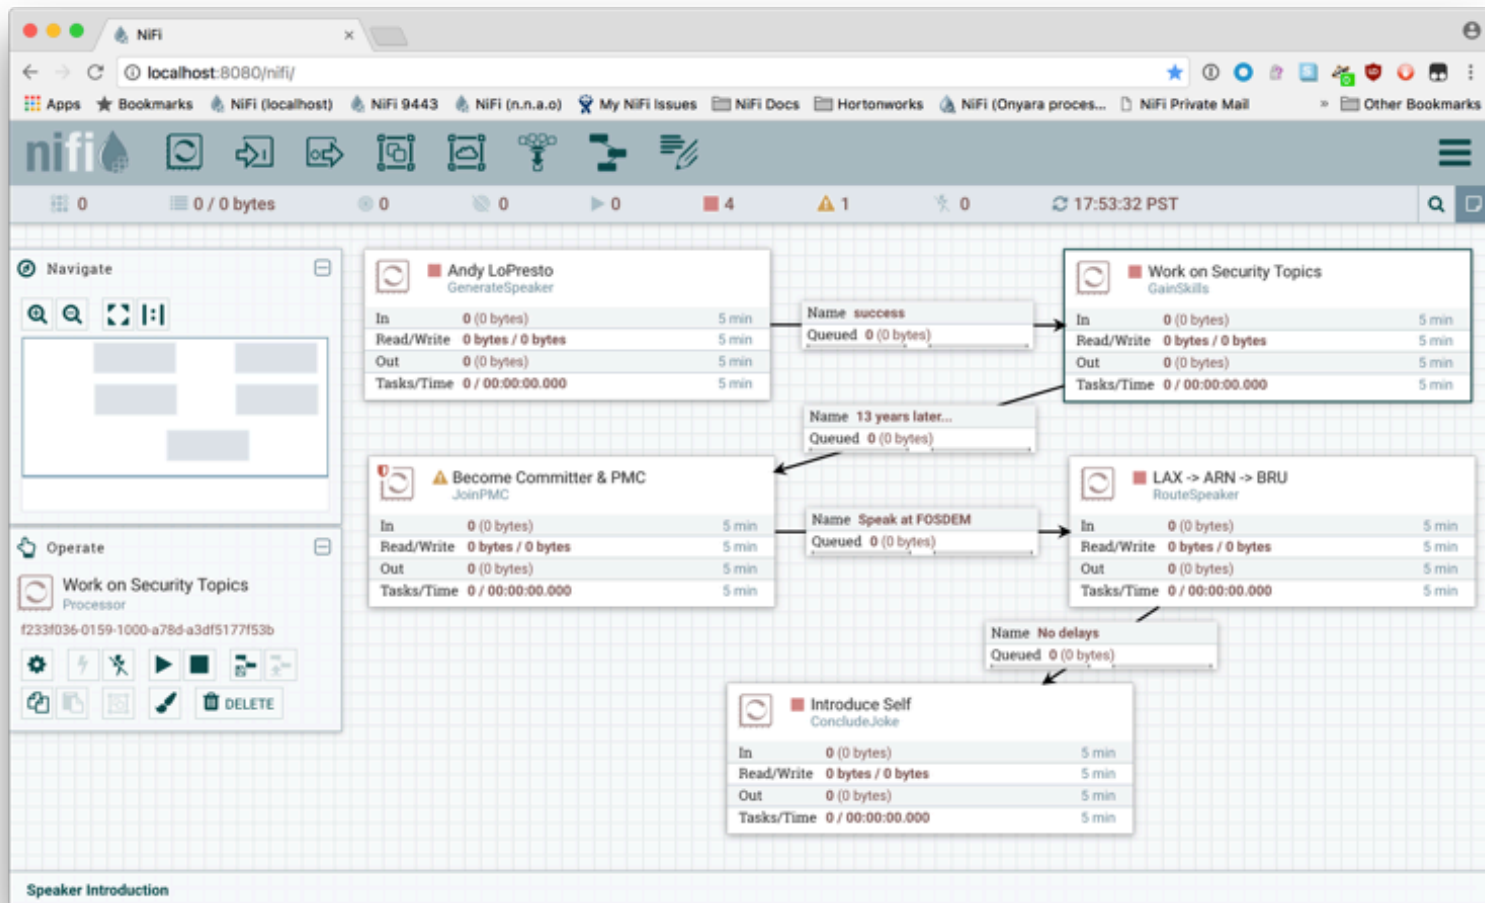 NiFi
localhost:8080/nifi/
Apps Bookmarks NiFi (localhost) NiFi 9443 NiFi (n.n.a.o) My NiFi Issues NiFi Docs Hortonworks NiFi (Onyara proces... NiFi Private Mail » Other Bookmarks
nifi
0 0 / 0 bytes 0 0 0 4 1 0 17:53:32 PST
Navigate
Operate
Work on Security Topics
Processor
f233f036-0159-1000-a78d-a3df5177f53b
DELETE
Andy LoPresto
GenerateSpeaker
In 0 (0 bytes) 5 min
Read/Write 0 bytes / 0 bytes 5 min
Out 0 (0 bytes) 5 min
Tasks/Time 0 / 00:00:00.000 5 min
Name success
Queued 0 (0 bytes)
Work on Security Topics
GainSkills
In 0 (0 bytes) 5 min
Read/Write 0 bytes / 0 bytes 5 min
Out 0 (0 bytes) 5 min
Tasks/Time 0 / 00:00:00.000 5 min
Name 13 years later...
Queued 0 (0 bytes)
Become Committer & PMC
JoinPMC
In 0 (0 bytes) 5 min
Read/Write 0 bytes / 0 bytes 5 min
Out 0 (0 bytes) 5 min
Tasks/Time 0 / 00:00:00.000 5 min
Name Speak at FOSDEM
Queued 0 (0 bytes)
LAX -> ARN -> BRU
RouteSpeaker
In 0 (0 bytes) 5 min
Read/Write 0 bytes / 0 bytes 5 min
Out 0 (0 bytes) 5 min
Tasks/Time 0 / 00:00:00.000 5 min
Name No delays
Queued 0 (0 bytes)
Introduce Self
ConcludeJoke
In 0 (0 bytes) 5 min
Read/Write 0 bytes / 0 bytes 5 min
Out 0 (0 bytes) 5 min
Tasks/Time 0 / 00:00:00.000 5 min
Speaker Introduction